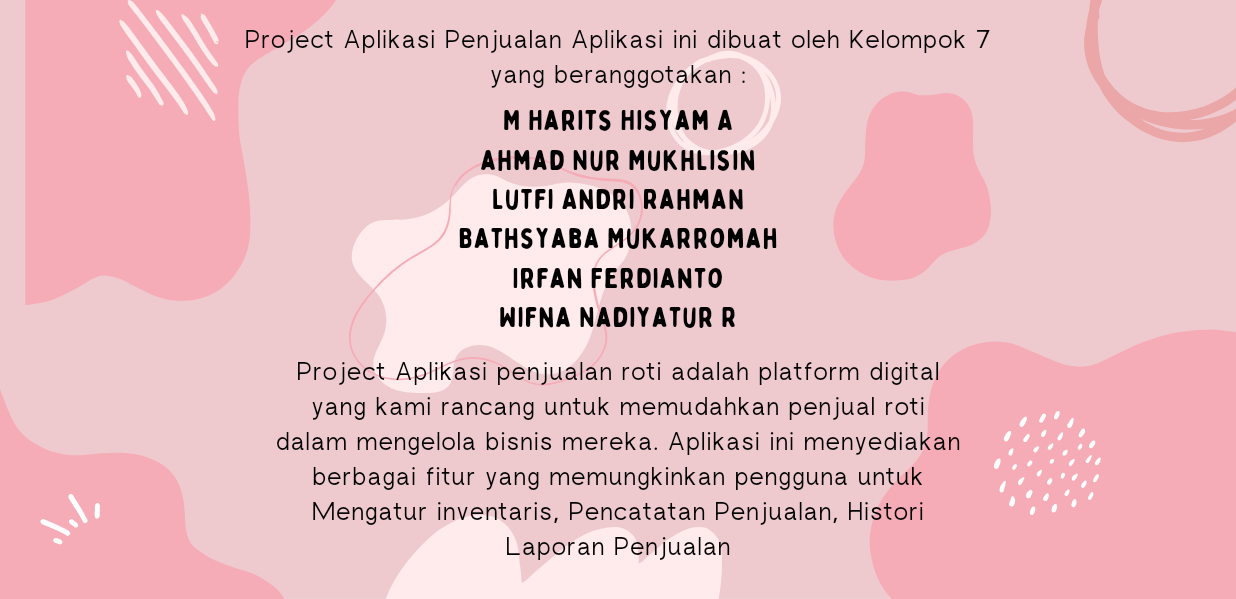 Project Aplikasi Penjualan Aplikasi ini dibuat oleh Kelompok 7
yang beranggotakan :
M HARITS HISYAM A
AHMAD NUR MUKHLISIN
LUTFI ANDRI RAHMAN
BATHSYABA MUKARROMAH
IRFAN FERDIANTO
WIFNA NADIYATUR R
Project Aplikasi penjualan roti adalah platform digital
yang kami rancang untuk memudahkan penjual roti
dalam mengelola bisnis mereka. Aplikasi ini menyediakan
berbagai fitur yang memungkinkan pengguna untuk
Mengatur inventaris, Pencatatan Penjualan, Histori
Laporan Penjualan